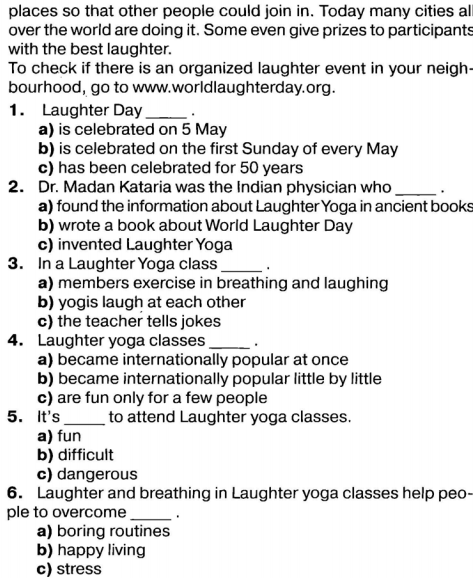 places so that other people could join in. Today many cities al
over the world are doing it. Some even give prizes to participants
with the best laughter.
To check if there is an organized laughter event in your neigh-
bourhood, go to www.worldlaughterday.org.
1. Laughter Day _____ .
a) is celebrated on 5 May
b) is celebrated on the first Sunday of every May
c) has been celebrated for 50 years
2. Dr. Madan Kataria was the Indian physician who _____ .
a) found the information about Laughter Yoga in ancient books
b) wrote a book about World Laughter Day
c) invented Laughter Yoga
3. In a Laughter Yoga class _____ .
a) members exercise in breathing and laughing
b) yogis laugh at each other
c) the teacher tells jokes
4. Laughter yoga classes _____ .
a) became internationally popular at once
b) became internationally popular little by little
c) are fun only for a few people
5. It's _____ to attend Laughter yoga classes.
a) fun
b) difficult
c) dangerous
6. Laughter and breathing in Laughter yoga classes help peo-
ple to overcome _____ .
a) boring routines
b) happy living
c) stress